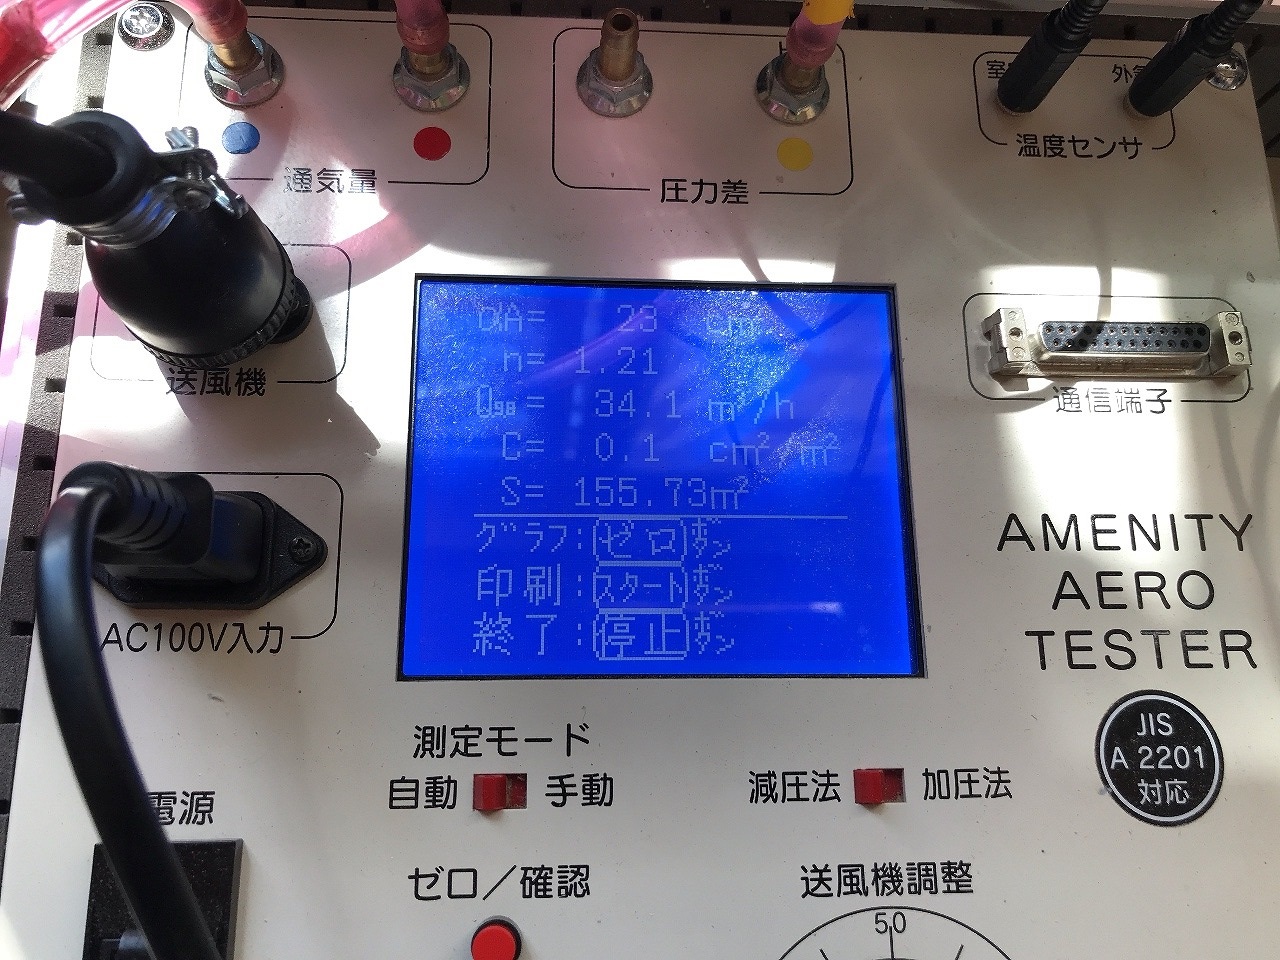 通気量
圧力差
温度センサ
送風機
αA= 23 cm²
n= 1.21
Q98 = 34.1 m³/h
C= 0.1 cm²/m²
S= 155.73m²
グラフ:ゼロボタン
印刷:スタートボタン
終了:停止ボタン
通信端子
AC100V入力
AMENITY
AERO
TESTER
JIS
A 2201
対応
測定モード
自動 手動
減圧法 加圧法
電源
ゼロ／確認
送風機調整
50